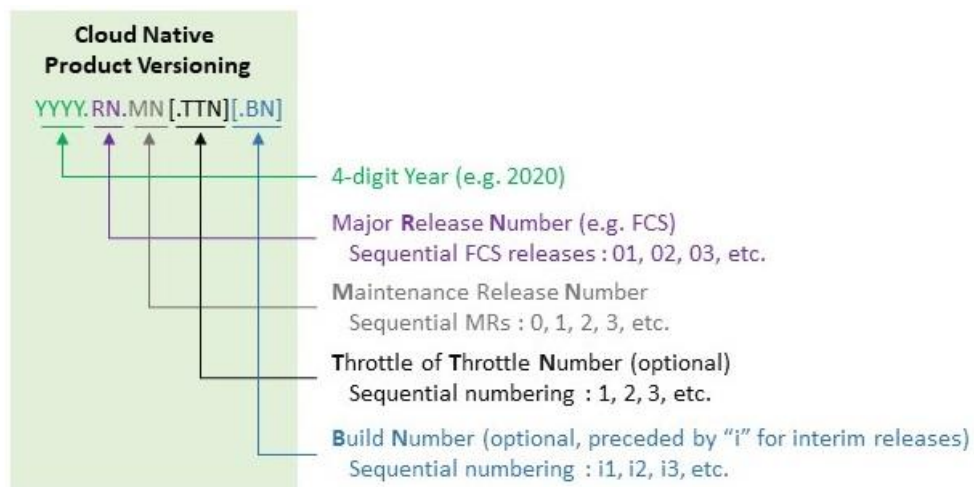 Cloud Native
Product Versioning
YYYY.RN.MN[.TTN][.BN]
4-digit Year (e.g. 2020)
Major Release Number (e.g. FCS)
Sequential FCS releases : 01, 02, 03, etc.
Maintenance Release Number
Sequential MRs : 0, 1, 2, 3, etc.
Throttle of Throttle Number (optional)
Sequential numbering : 1, 2, 3, etc.
Build Number (optional, preceded by “i” for interim releases)
Sequential numbering : i1, i2, i3, etc.